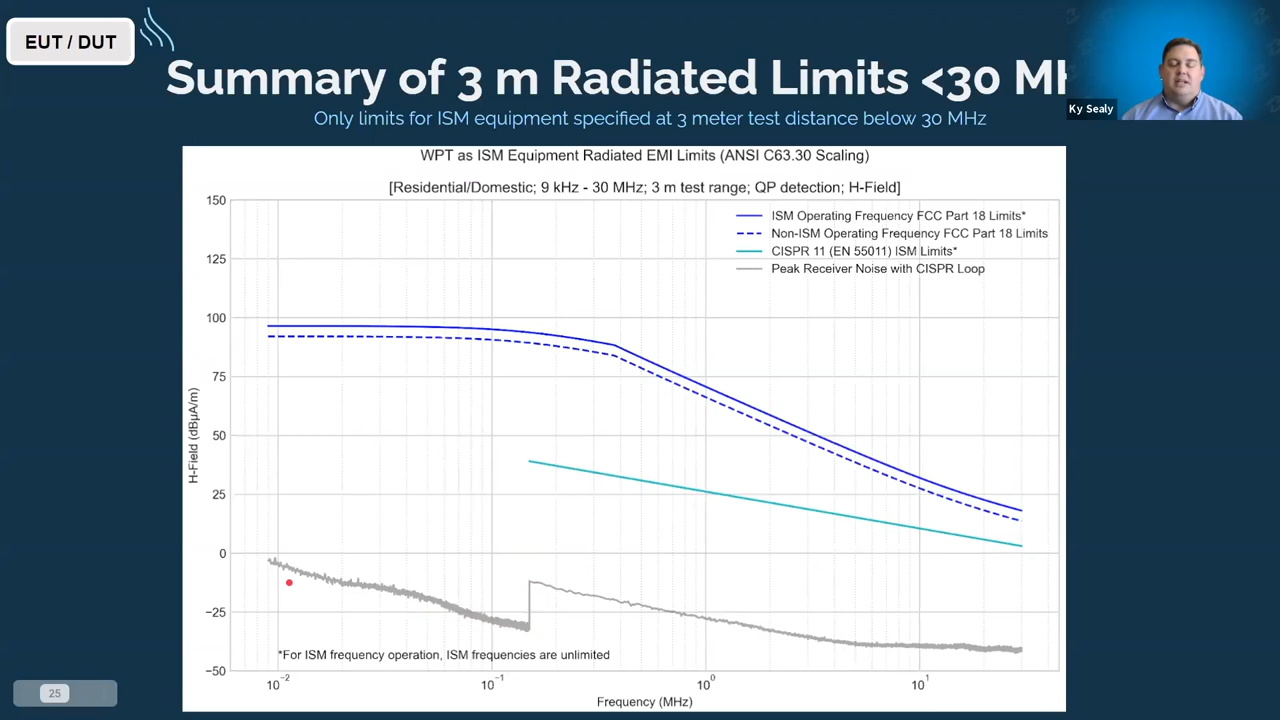 EUT / DUT
Summary of 3 m Radiated Limits <30 MH
Ky Sealy
Only limits for ISM equipment specified at 3 meter test distance below 30 MHz
WPT as ISM Equipment Radiated EMI Limits (ANSI C63.30 Scaling)
[Residential/Domestic; 9 kHz - 30 MHz; 3 m test range; QP detection; H-Field]
ISM Operating Frequency FCC Part 18 Limits*
Non-ISM Operating Frequency FCC Part 18 Limits
CISPR 11 (EN 55011) ISM Limits*
Peak Receiver Noise with CISPR Loop
150
125
100
75
50
25
0
−25
−50
H-Field (dBµA/m)
*For ISM frequency operation, ISM frequencies are unlimited
10⁻² 10⁻¹ 10⁰ 10¹
Frequency (MHz)
25